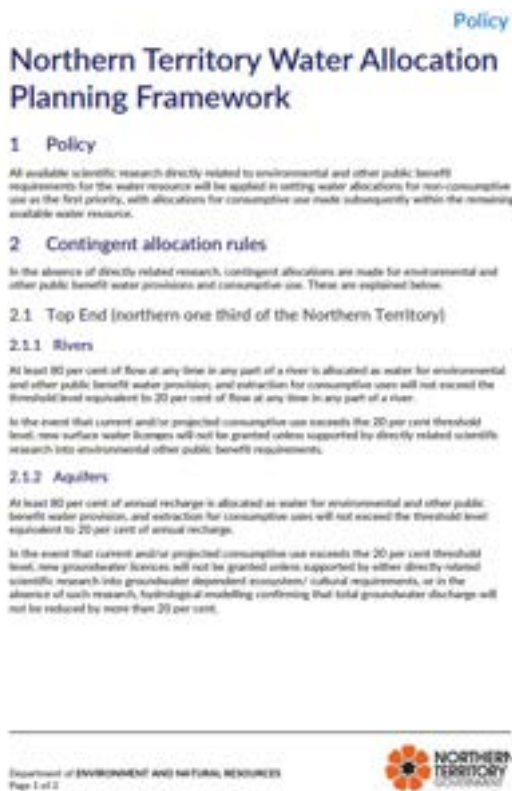 Policy
Northern Territory Water Allocation
Planning Framework
1 Policy
All available scientific research directly related to environmental and other public benefit
requirements for the water resource will be applied in setting water allocations for non-consumptive
use as the first priority, with allocations for consumptive use made subsequently within the remaining
available water resource.
2 Contingent allocation rules
In the absence of directly related research, contingent allocations are made for environmental and
other public benefit water provisions and consumptive use. These are explained below.
2.1 Top End (northern one third of the Northern Territory)
2.1.1 Rivers
At least 80 per cent of flow at any time in any part of a river is allocated as water for environmental
and other public benefit water provision, and extraction for consumptive uses will not exceed the
threshold level equivalent to 20 per cent of flow at any time in any part of a river.
In the event that current and/or projected consumptive use exceeds the 20 per cent threshold
level, new surface water licences will not be granted unless supported by directly related scientific
research into environmental other public benefit requirements.
2.1.2 Aquifers
At least 80 per cent of annual recharge is allocated as water for environmental and other public
benefit water provision, and extraction for consumptive uses will not exceed the threshold level
equivalent to 20 per cent of annual recharge.
In the event that current and/or projected consumptive use exceeds the 20 per cent threshold
level, new groundwater licences will not be granted unless supported by either directly related
scientific research into groundwater dependent ecosystem/ cultural requirements, or in the
absence of such research, hydrological modelling confirming that total groundwater discharge will
not be reduced by more than 20 per cent.
Department of ENVIRONMENT AND NATURAL RESOURCES
Page 1 of 2
NORTHERN
TERRITORY
GOVERNMENT